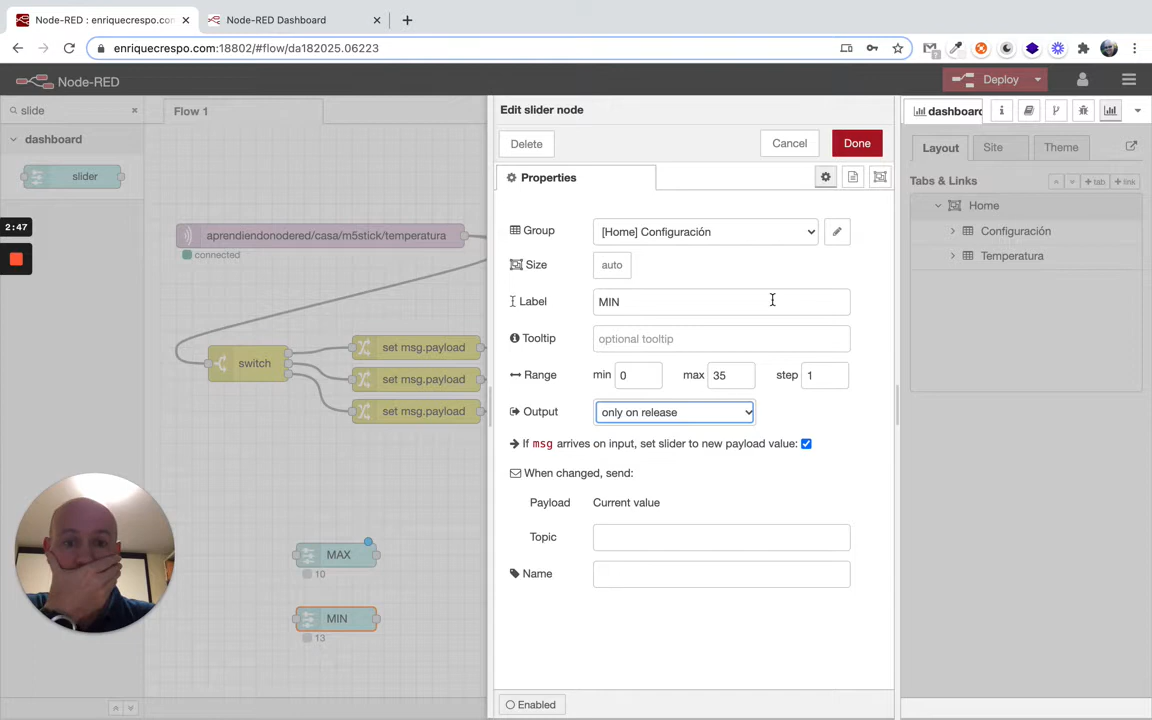 Node-RED : enriquecrespo.con
Node-RED Dashboard
enriquecrespo.com:18802/#flow/da182025.06223
Node-RED
Deploy
slide
Flow 1
dashboard
slider
2:47
aprendiendonodered/casa/m5stick/temperatura
connected
switch
set msg.payload
set msg.payload
set msg.payload
MAX
10
MIN
13
Edit slider node
Delete
Cancel
Done
Properties
Group
[Home] Configuración
Size
auto
Label
MIN
Tooltip
optional tooltip
Range
min
0
max
35
step
1
Output
only on release
If msg arrives on input, set slider to new payload value:
When changed, send:
Payload
Current value
Topic
Name
Enabled
dashboard
i
Layout
Site
Theme
Tabs & Links
+tab
+link
Home
Configuración
Temperatura